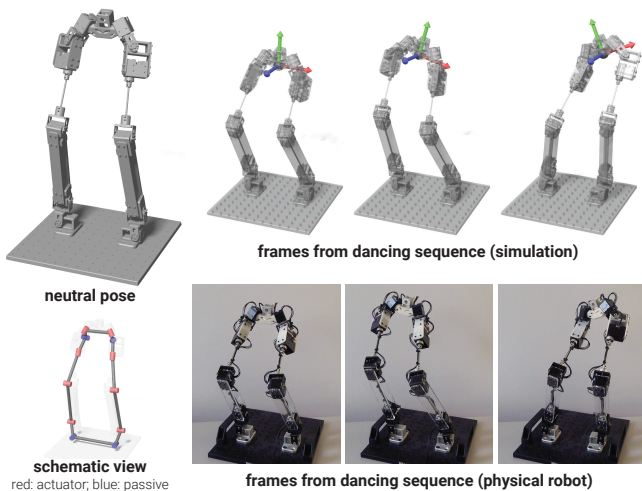 frames from dancing sequence (simulation)
neutral pose
schematic view
red: actuator; blue: passive
frames from dancing sequence (physical robot)